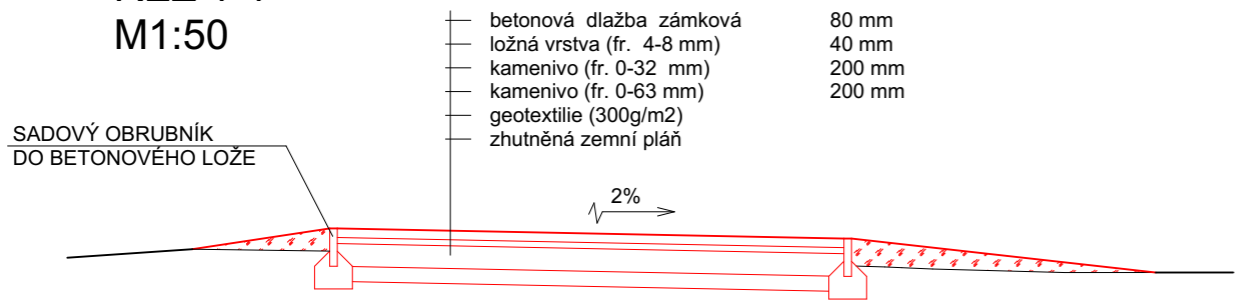 M1:50
betonová dlažba zámková 80 mm
ložná vrstva (fr. 4-8 mm) 40 mm
kamenivo (fr. 0-32 mm) 200 mm
kamenivo (fr. 0-63 mm) 200 mm
geotextilie (300g/m2)
zhutněná zemní pláň
SADOVÝ OBRUBNÍK
DO BETONOVÉHO LOŽE
2%